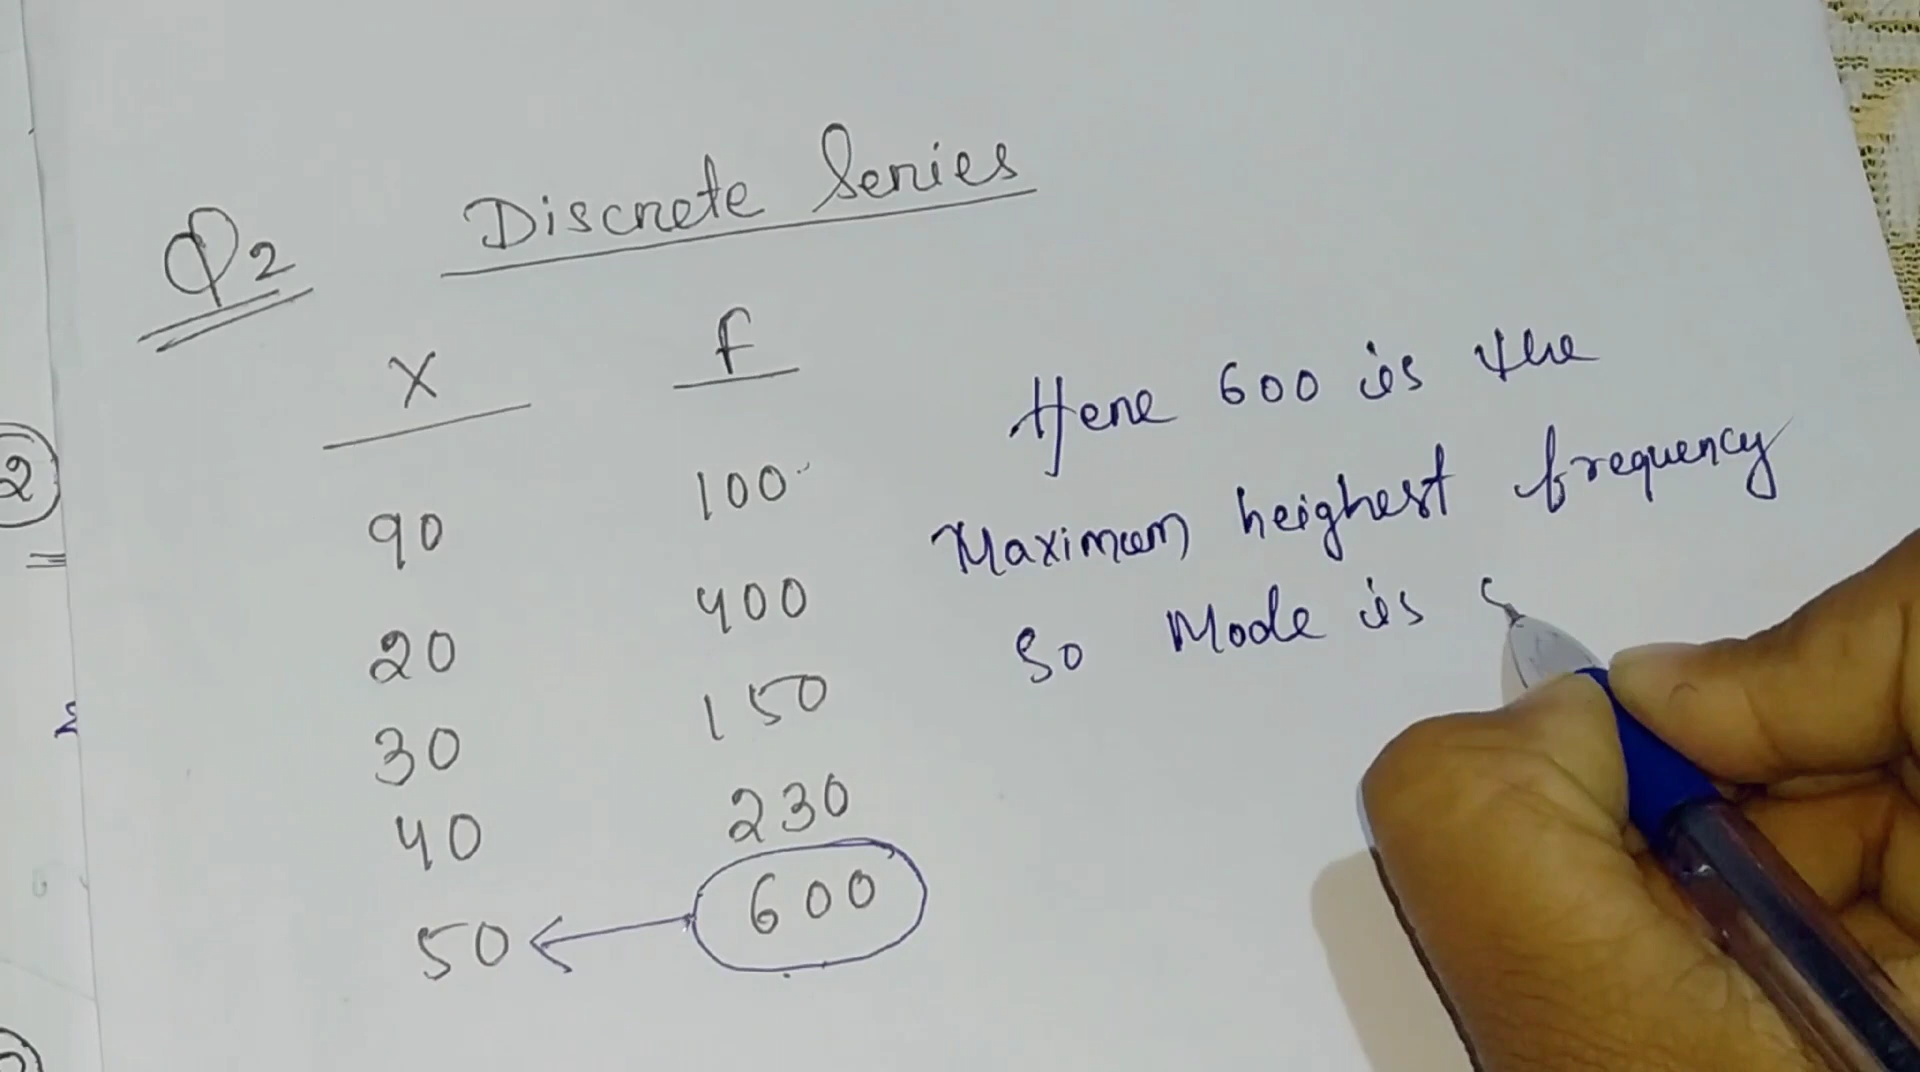 2
Q2 Discrete Series
X f
90 100
20 400
30 150
40 230
50 600
Here 600 is the
Maximum heighest frequency
So Mode is